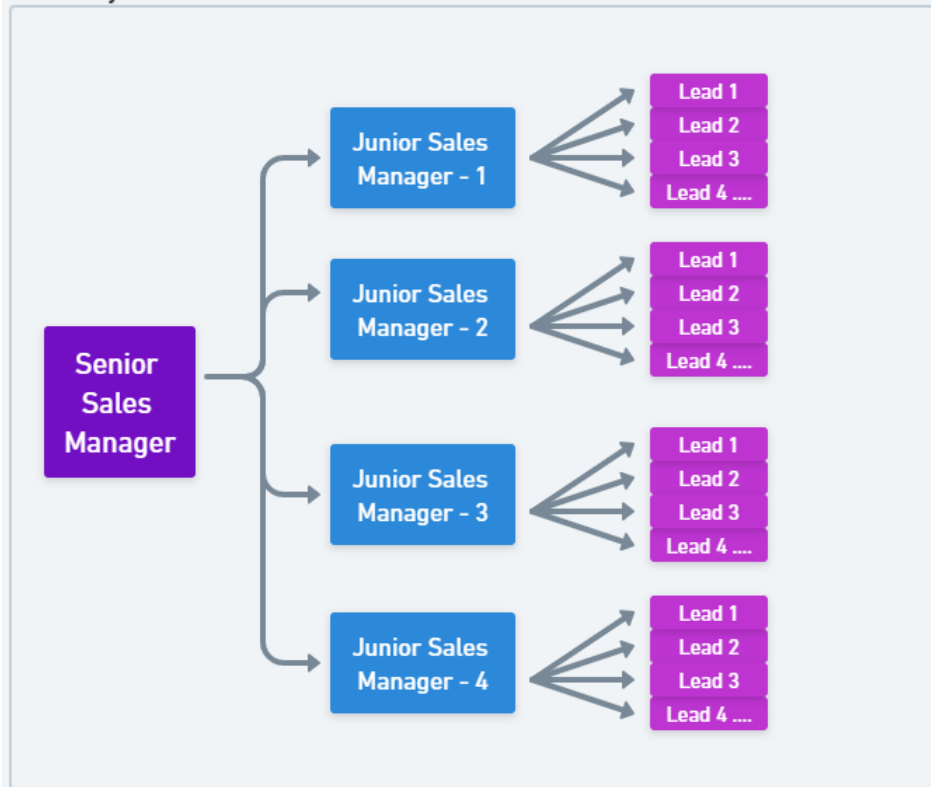 Senior
Sales
Manager
Junior Sales
Manager - 1
Lead 1
Lead 2
Lead 3
Lead 4 ....
Junior Sales
Manager - 2
Lead 1
Lead 2
Lead 3
Lead 4 ....
Junior Sales
Manager - 3
Lead 1
Lead 2
Lead 3
Lead 4 ....
Junior Sales
Manager - 4
Lead 1
Lead 2
Lead 3
Lead 4 ....